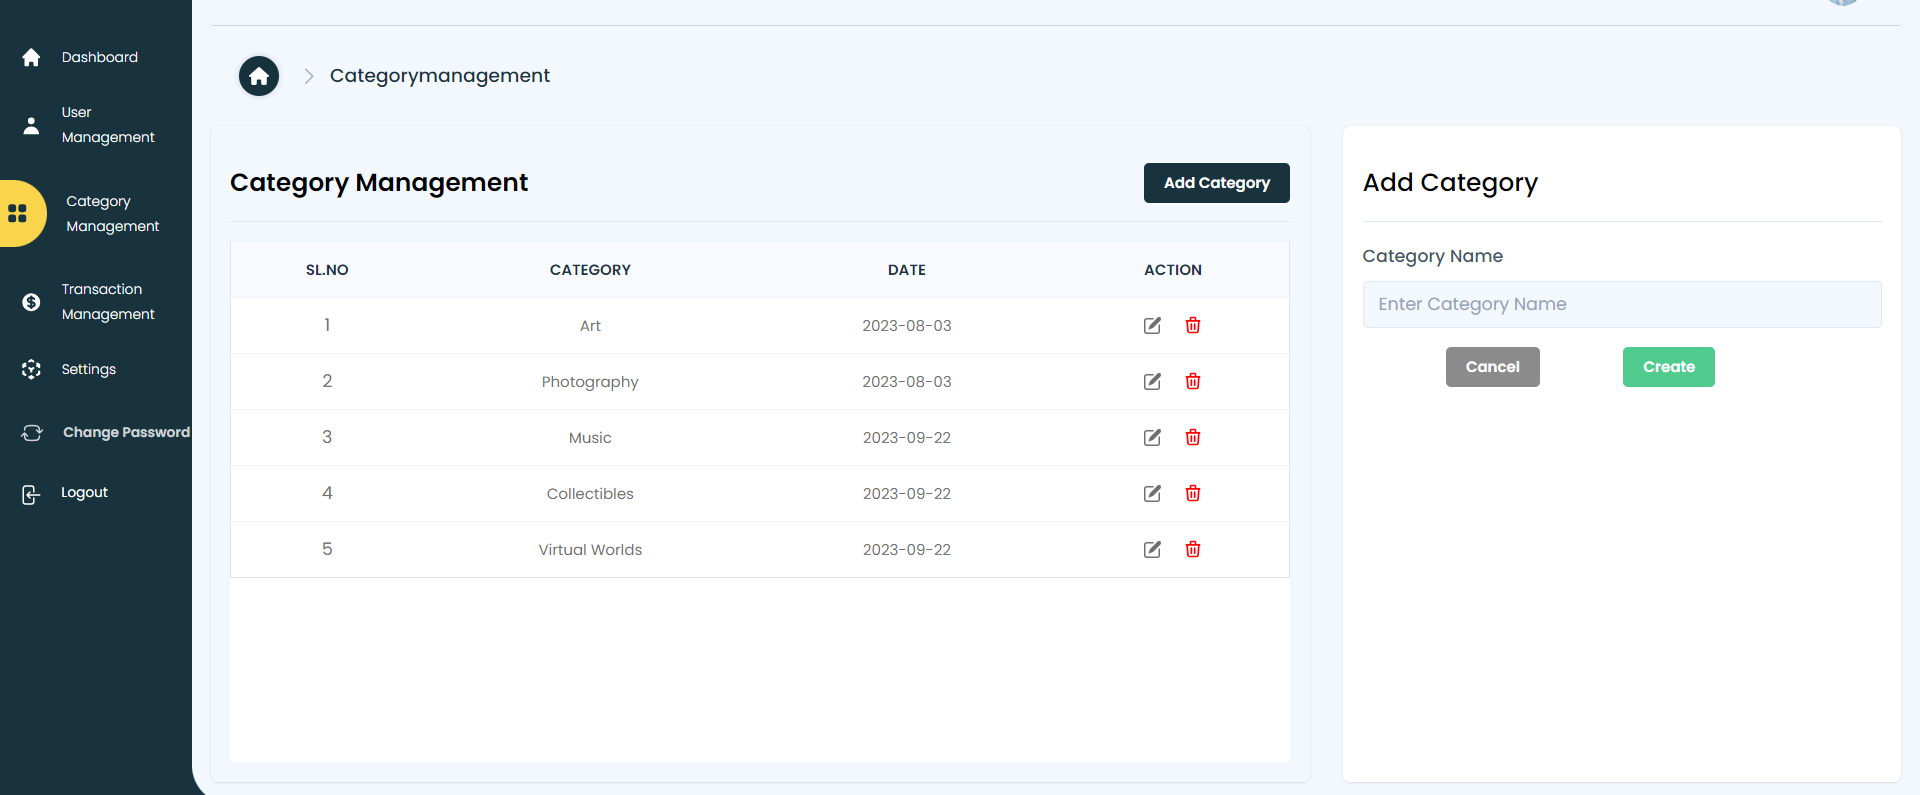 Dashboard
User
Management
Category
Management
Transaction
Management
Settings
Change Password
Logout
Categorymanagement
Category Management
Add Category
SL.NO CATEGORY DATE ACTION
1 Art 2023-08-03
2 Photography 2023-08-03
3 Music 2023-09-22
4 Collectibles 2023-09-22
5 Virtual Worlds 2023-09-22
Add Category
Category Name
Enter Category Name
Cancel Create